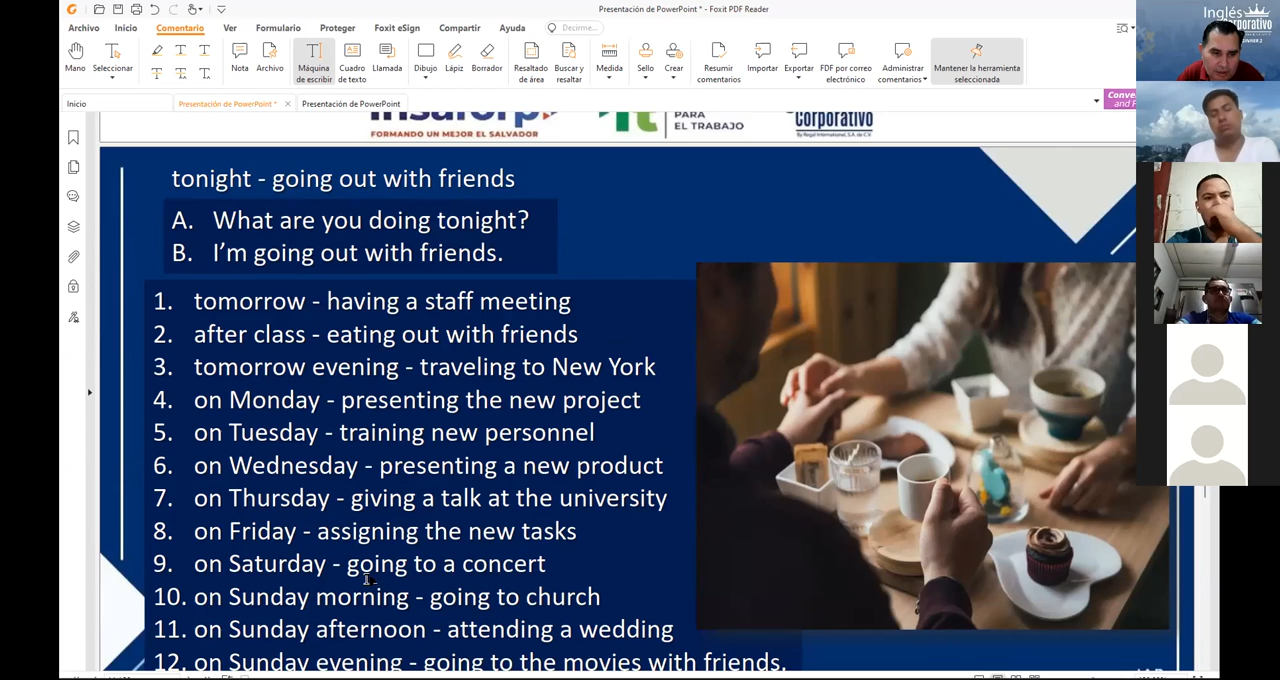 Presentación de PowerPoint * - Foxit PDF Reader
Archivo Inicio Comentario Ver Formulario Proteger Foxit eSign Compartir Ayuda Decirme...
Mano Seleccionar Nota Archivo Máquina de escribir Cuadro de texto Llamada Dibujo Lápiz Borrador Resaltado de área Buscar y resaltar Medida Sello Crear Resumir comentarios Importar Exportar FDF por correo electrónico Administrar comentarios Mantener la herramienta seleccionada
Inicio Presentación de PowerPoint * Presentación de PowerPoint
Inglés
Corporativo
FORMANDO UN MEJOR EL SALVADOR
PARA
EL TRABAJO
Corporativo
By Regal International, S.A. de C.V.
tonight - going out with friends
A. What are you doing tonight?
B. I'm going out with friends.
1. tomorrow - having a staff meeting
2. after class - eating out with friends
3. tomorrow evening - traveling to New York
4. on Monday - presenting the new project
5. on Tuesday - training new personnel
6. on Wednesday - presenting a new product
7. on Thursday - giving a talk at the university
8. on Friday - assigning the new tasks
9. on Saturday - going to a concert
10. on Sunday morning - going to church
11. on Sunday afternoon - attending a wedding
12. on Sunday evening - going to the movies with friends.